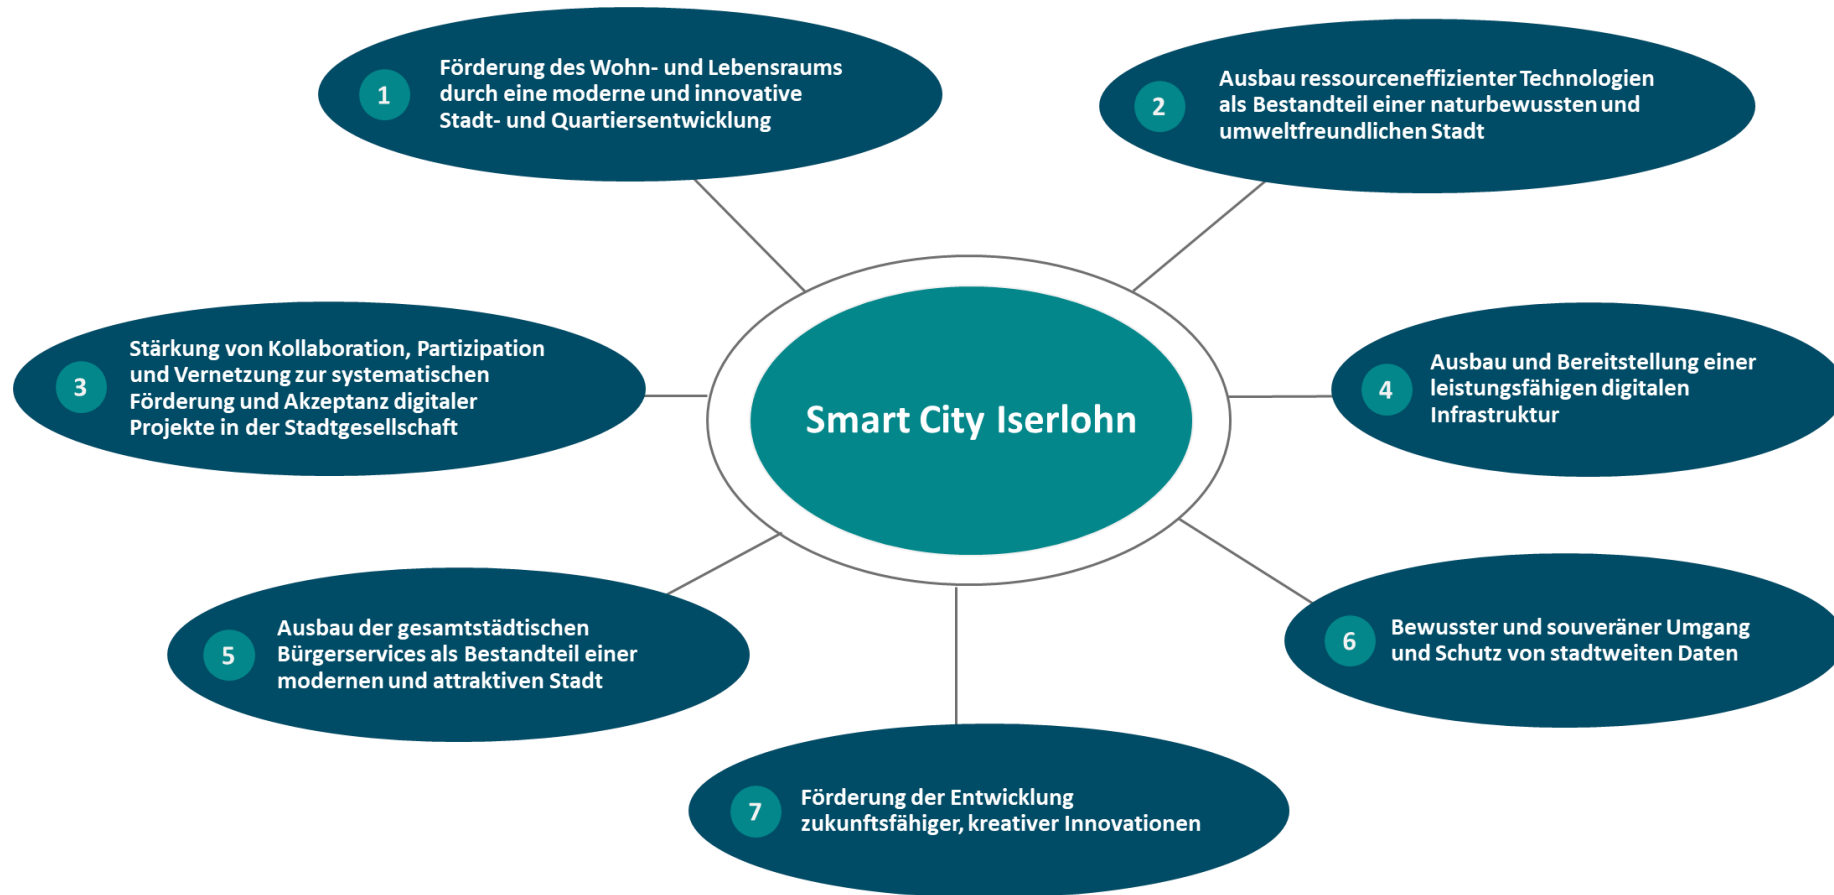 1
Förderung des Wohn- und Lebensraums
durch eine moderne und innovative
Stadt- und Quartiersentwicklung
2
Ausbau ressourceneffizienter Technologien
als Bestandteil einer naturbewussten und
umweltfreundlichen Stadt
3
Stärkung von Kollaboration, Partizipation
und Vernetzung zur systematischen
Förderung und Akzeptanz digitaler
Projekte in der Stadtgesellschaft
Smart City Iserlohn
4
Ausbau und Bereitstellung einer
leistungsfähigen digitalen
Infrastruktur
5
Ausbau der gesamtstädtischen
Bürgerservices als Bestandteil einer
modernen und attraktiven Stadt
6
Bewusster und souveräner Umgang
und Schutz von stadtweiten Daten
7
Förderung der Entwicklung
zukunftsfähiger, kreativer Innovationen